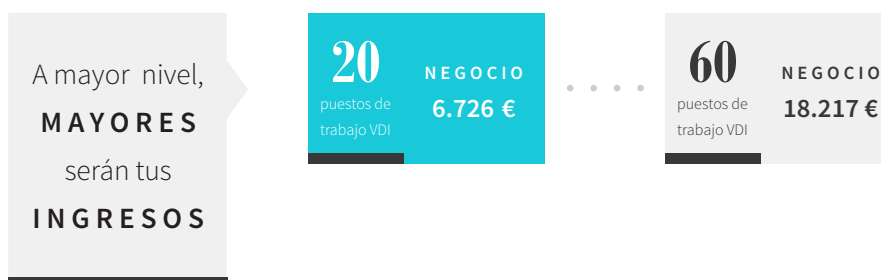 A mayor nivel,
MAYORES
serán tus
INGRESOS
20
puestos de
trabajo VDI
NEGOCIO
6.726 €
60
puestos de
trabajo VDI
NEGOCIO
18.217 €